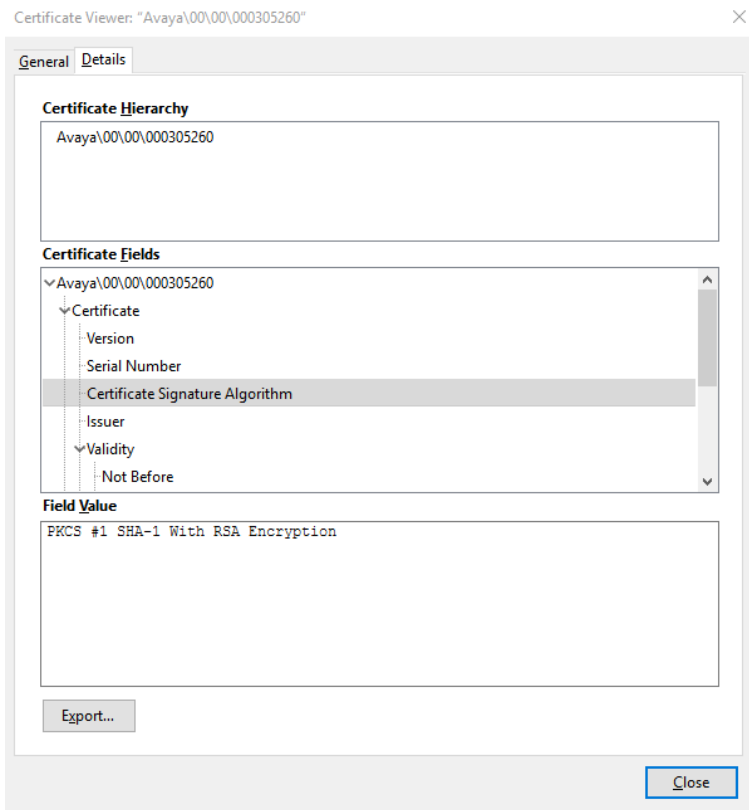 Certificate Viewer: "Avaya\00\00\000305260"
General Details
Certificate Hierarchy
Avaya\00\00\000305260
Certificate Fields
Avaya\00\00\000305260
Certificate
Version
Serial Number
Certificate Signature Algorithm
Issuer
Validity
Not Before
Field Value
PKCS #1 SHA-1 With RSA Encryption
Export...
Close